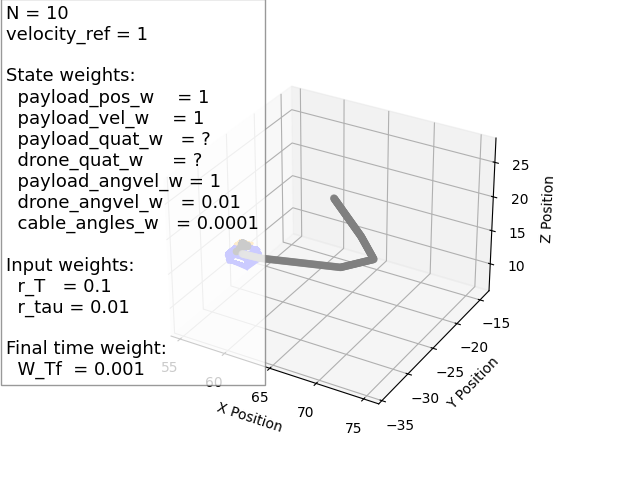 N = 10
velocity_ref = 1
State weights:
payload_pos_w = 1
payload_vel_w = 1
payload_quat_w = ?
drone_quat_w = ?
payload_angvel_w = 1
drone_angvel_w = 0.01
cable_angles_w = 0.0001
Input weights:
r_T = 0.1
r_tau = 0.01
Final time weight:
W_Tf = 0.001
55
60
65
70
75
X Position
−35
−30
−25
−20
−15
Y Position
10
15
20
25
Z Position